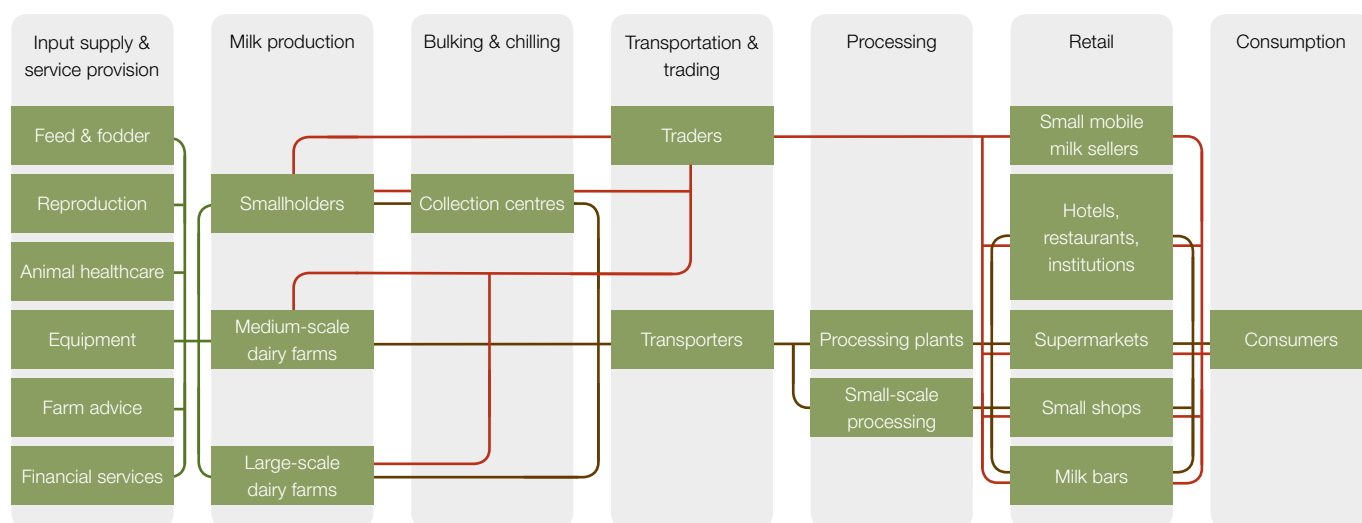 Input supply &
service provision
Milk production
Bulking & chilling
Transportation &
trading
Processing
Retail
Consumption
Feed & fodder
Reproduction
Animal healthcare
Equipment
Farm advice
Financial services
Smallholders
Medium-scale
dairy farms
Large-scale
dairy farms
Collection centres
Traders
Transporters
Processing plants
Small-scale
processing
Small mobile
milk sellers
Hotels,
restaurants,
institutions
Supermarkets
Small shops
Milk bars
Consumers